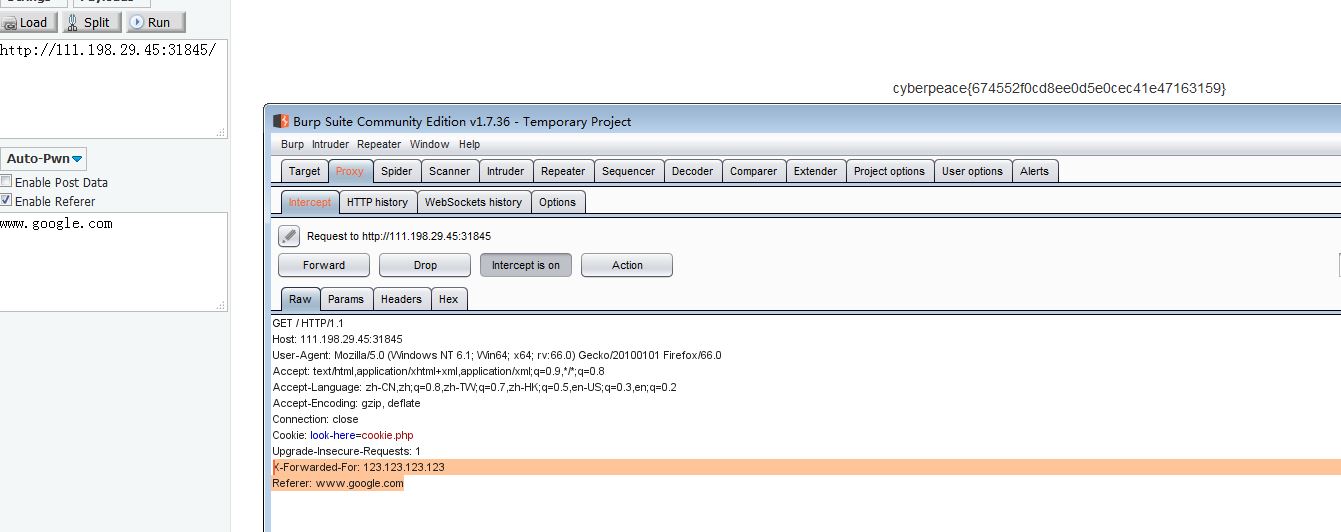 Load Split Run
http://111.198.29.45:31845/
Auto-Pwn
Enable Post Data
Enable Referer
www.google.com
cyberpeace{674552f0cd8ee0d5e0cec41e47163159}
Burp Suite Community Edition v1.7.36 - Temporary Project
Burp Intruder Repeater Window Help
Target Proxy Spider Scanner Intruder Repeater Sequencer Decoder Comparer Extender Project options User options Alerts
Intercept HTTP history WebSockets history Options
Request to http://111.198.29.45:31845
Forward Drop Intercept is on Action
Raw Params Headers Hex
GET / HTTP/1.1
Host: 111.198.29.45:31845
User-Agent: Mozilla/5.0 (Windows NT 6.1; Win64; x64; rv:66.0) Gecko/20100101 Firefox/66.0
Accept: text/html,application/xhtml+xml,application/xml;q=0.9,*/*;q=0.8
Accept-Language: zh-CN,zh;q=0.8,zh-TW;q=0.7,zh-HK;q=0.5,en-US;q=0.3,en;q=0.2
Accept-Encoding: gzip, deflate
Connection: close
Cookie: look-here=cookie.php
Upgrade-Insecure-Requests: 1
X-Forwarded-For: 123.123.123.123
Referer: www.google.com